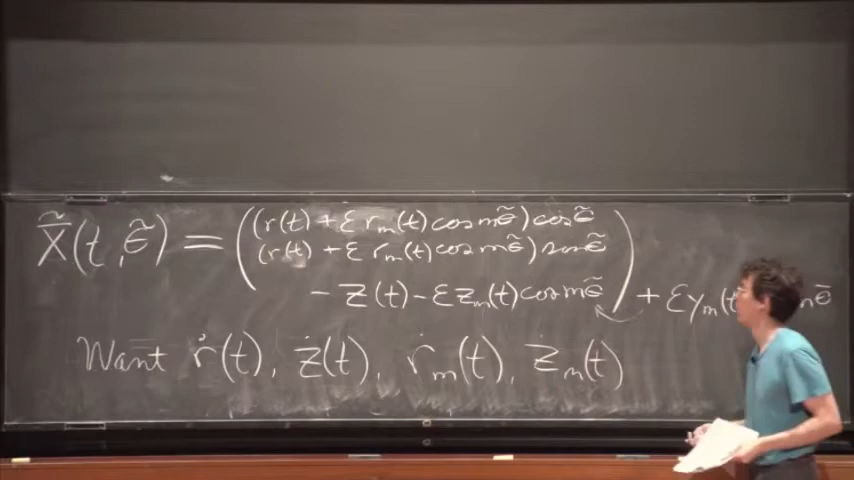 X̃(t, θ̃) = ( (r(t) + ε r_m(t) cos mθ̃) cos θ̃
(r(t) + ε r_m(t) cos mθ̃) sin θ̃
- z(t) - ε z_m(t) cos mθ̃ ) + ε y_m(t
Want ṙ(t), ż(t), ṙ_m(t), ż_m(t)